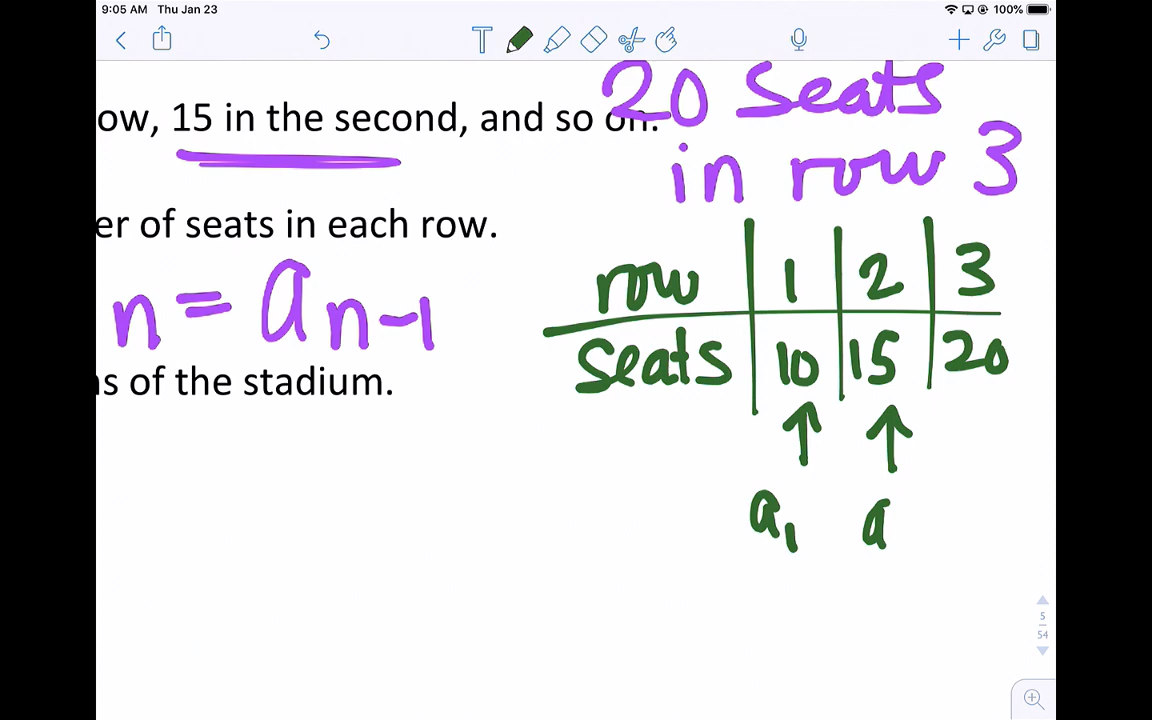 9:05 AM Thu Jan 23
100%
T
20 Seats
ow, 15 in the second, and so on.
in row 3
er of seats in each row.
n = an-1
row 1 2 3
seats 10 15 20
ns of the stadium.
a1 a
5
54